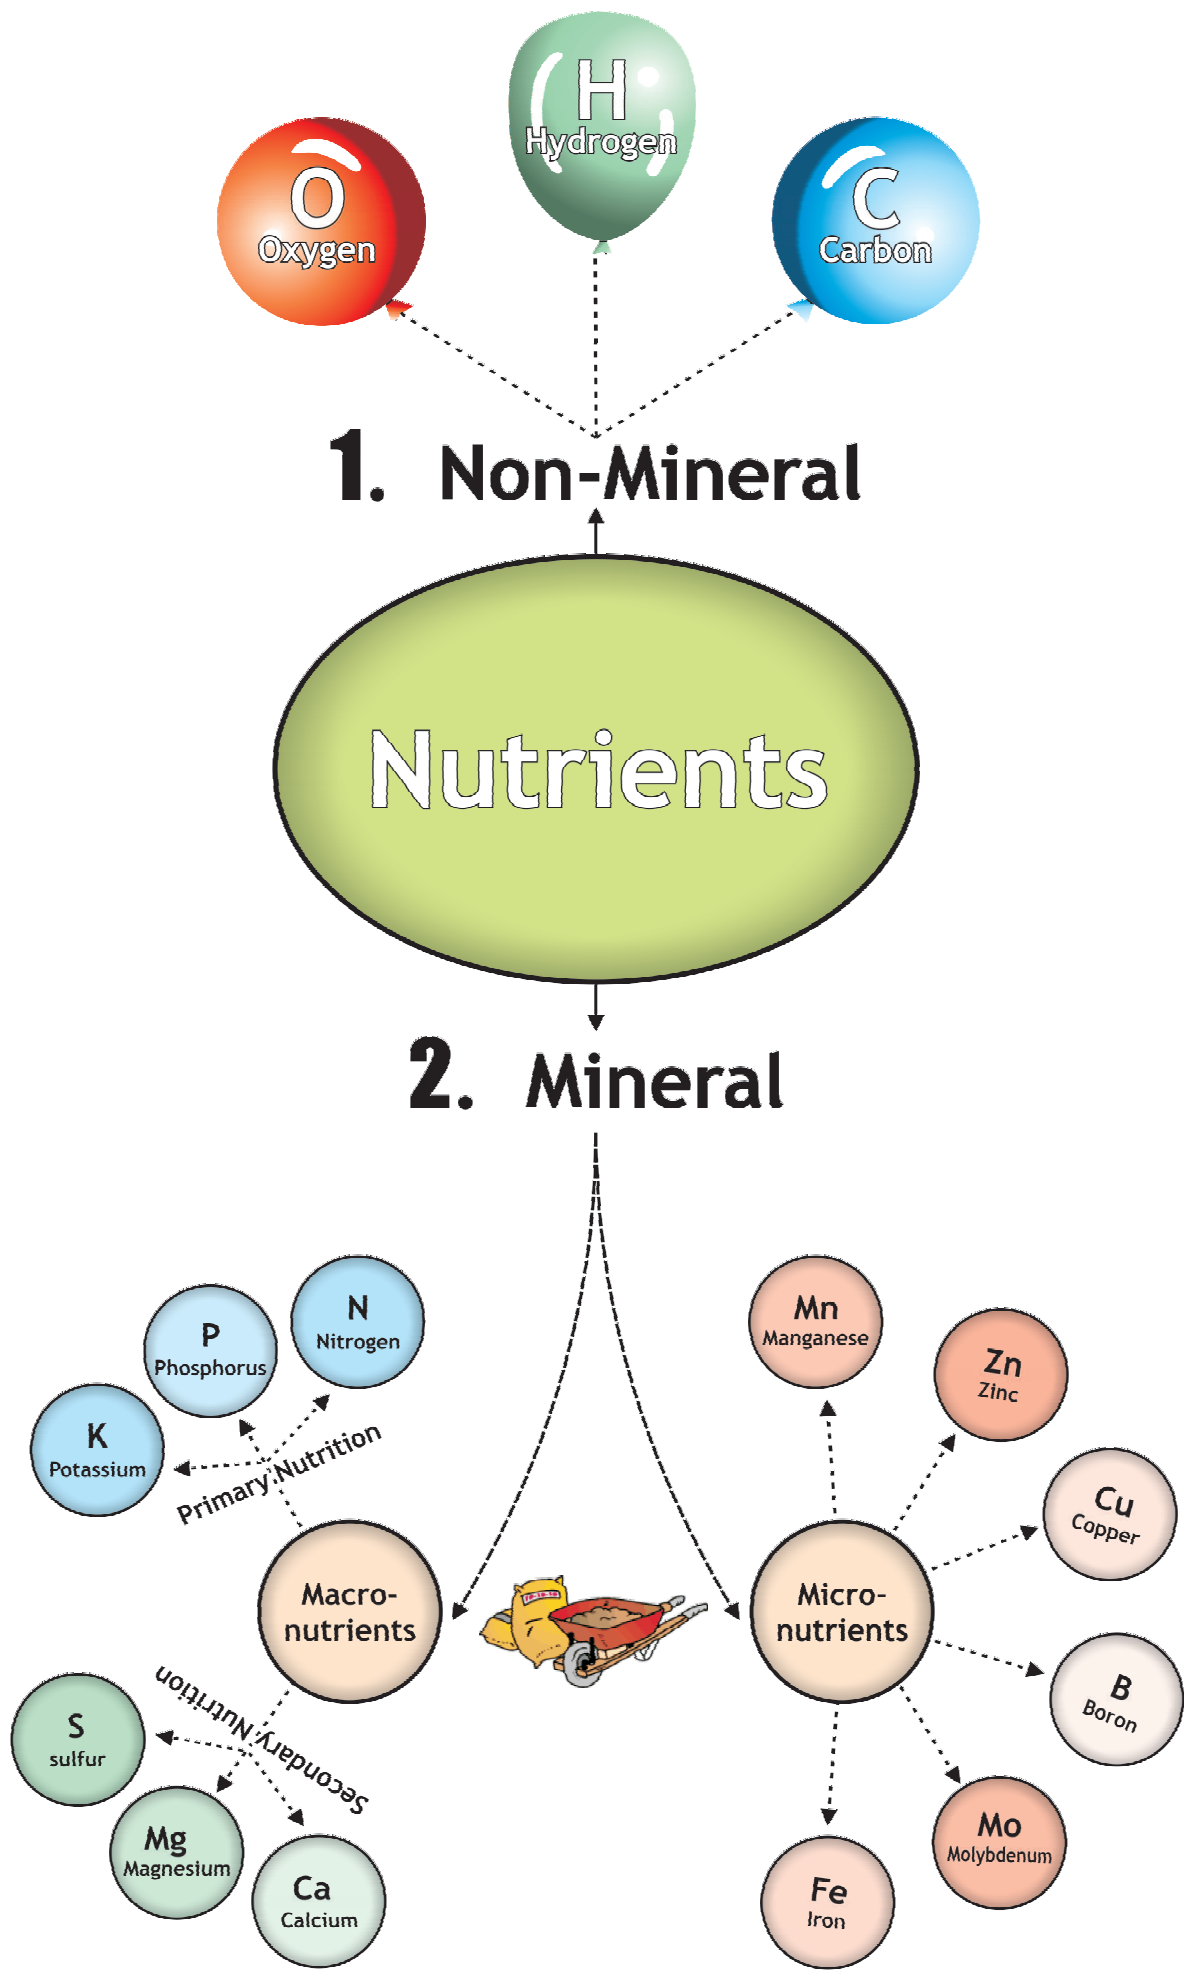 H
Hydrogen
O
Oxygen
C
Carbon
1. Non-Mineral
Nutrients
2. Mineral
N
Nitrogen
P
Phosphorus
K
Potassium
Primary Nutrition
Macro-
nutrients
Secondary Nutrition
S
sulfur
Mg
Magnesium
Ca
Calcium
Mn
Manganese
Zn
Zinc
Cu
Copper
Micro-
nutrients
B
Boron
Mo
Molybdenum
Fe
Iron